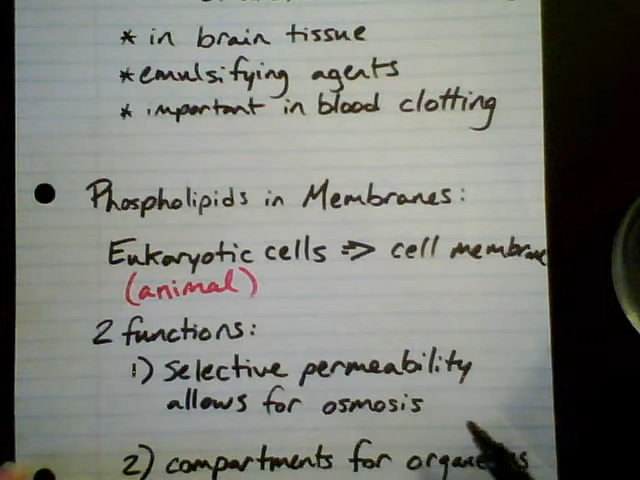 * in brain tissue
* emulsifying agents
* important in blood clotting
Phospholipids in Membranes:
Eukaryotic cells => cell membrane
(animal)
2 functions:
1) selective permeability
allows for osmosis
2) compartments for